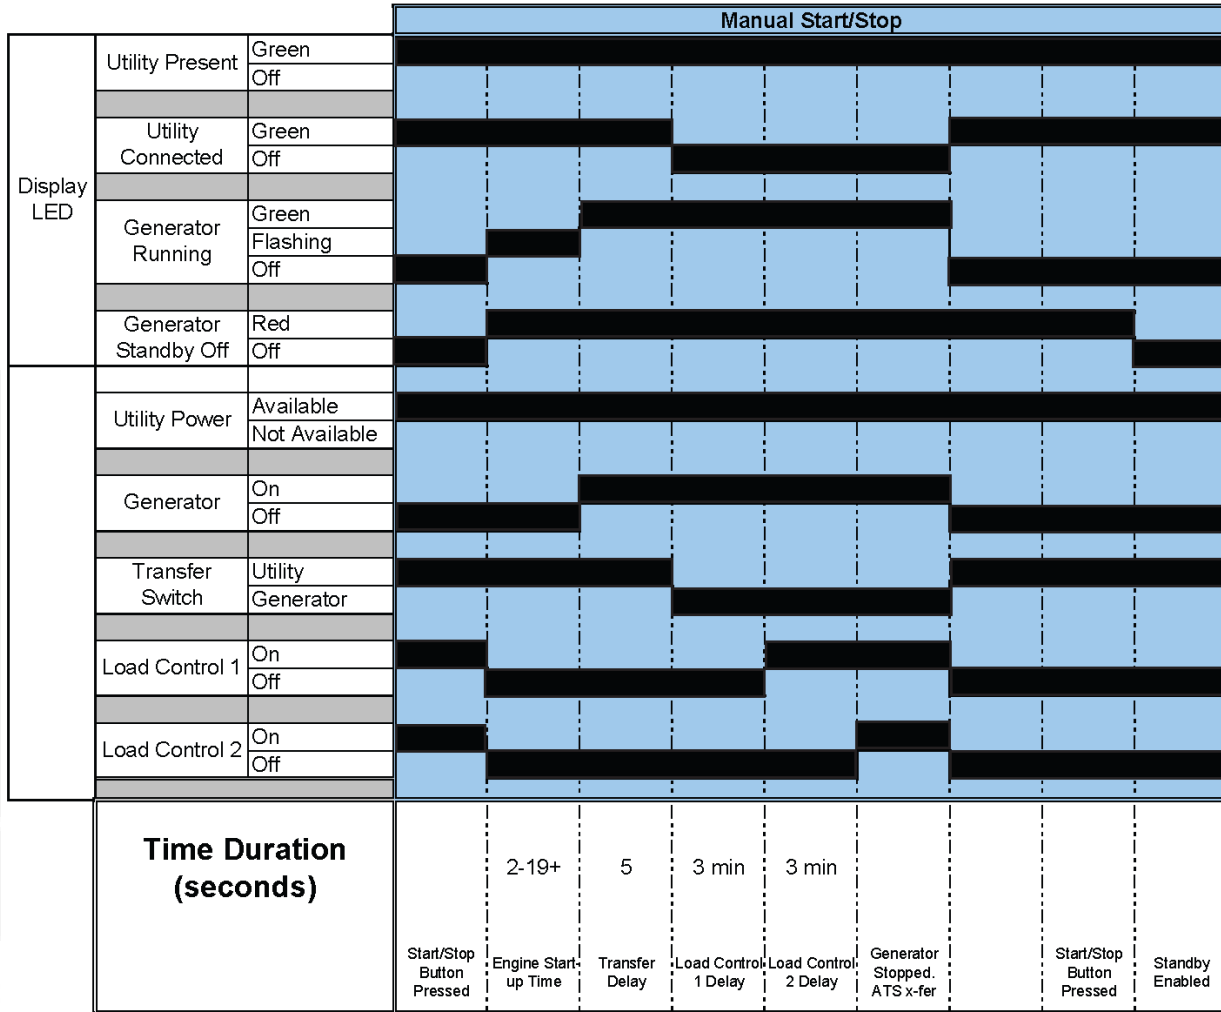 Manual Start/Stop
Display
LED
Utility Present
Green
Off
Utility
Connected
Green
Off
Generator
Running
Green
Flashing
Off
Generator
Standby Off
Red
Off
Utility Power
Available
Not Available
Generator
On
Off
Transfer
Switch
Utility
Generator
Load Control 1
On
Off
Load Control 2
On
Off
Time Duration
(seconds)
2-19+
5
3 min
3 min
Start/Stop
Button
Pressed
Engine Start-
up Time
Transfer
Delay
Load Control
1 Delay
Load Control
2 Delay
Generator
Stopped.
ATS x-fer
Start/Stop
Button
Pressed
Standby
Enabled